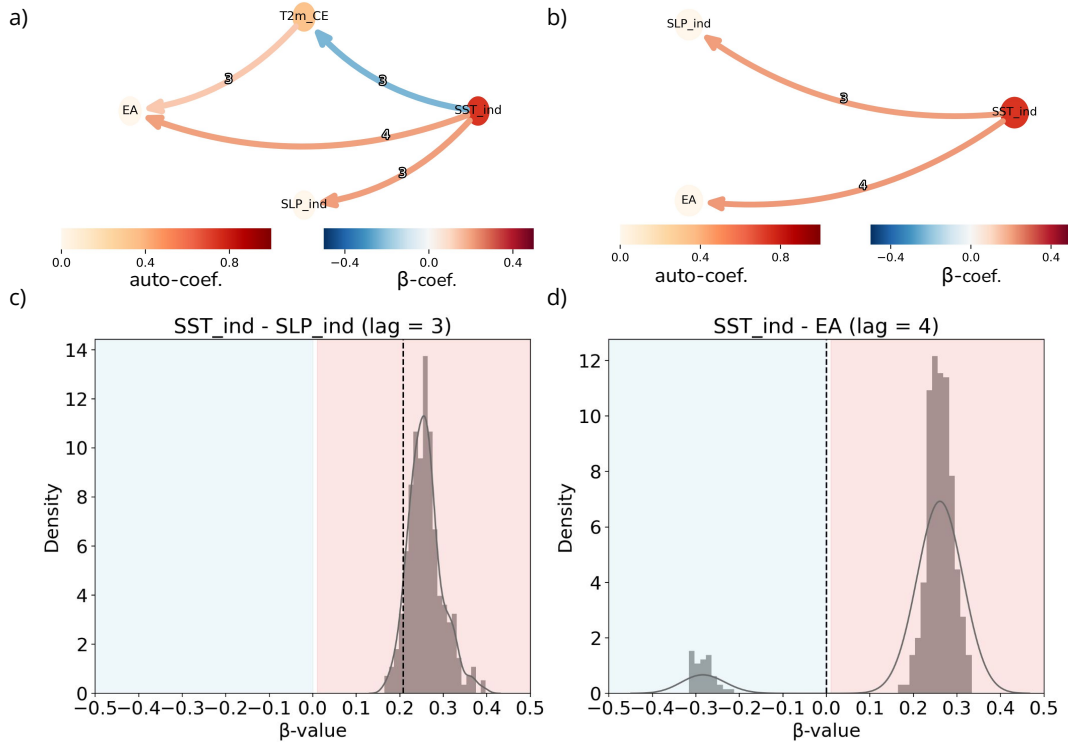 a)
T2m_CE
3
3
EA
SST_ind
4
3
SLP_ind
0.0 0.4 0.8
auto-coef.
−0.4 0.0 0.4
β-coef.
b)
SLP_ind
3
SST_ind
4
EA
0.0 0.4 0.8
auto-coef.
−0.4 0.0 0.4
β-coef.
c)
SST_ind - SLP_ind (lag = 3)
14
12
10
8
6
4
2
0
Density
−0.5−0.4−0.3−0.2−0.1 0.0 0.1 0.2 0.3 0.4 0.5
β-value
d)
SST_ind - EA (lag = 4)
12
10
8
6
4
2
0
Density
−0.5−0.4−0.3−0.2−0.1 0.0 0.1 0.2 0.3 0.4 0.5
β-value